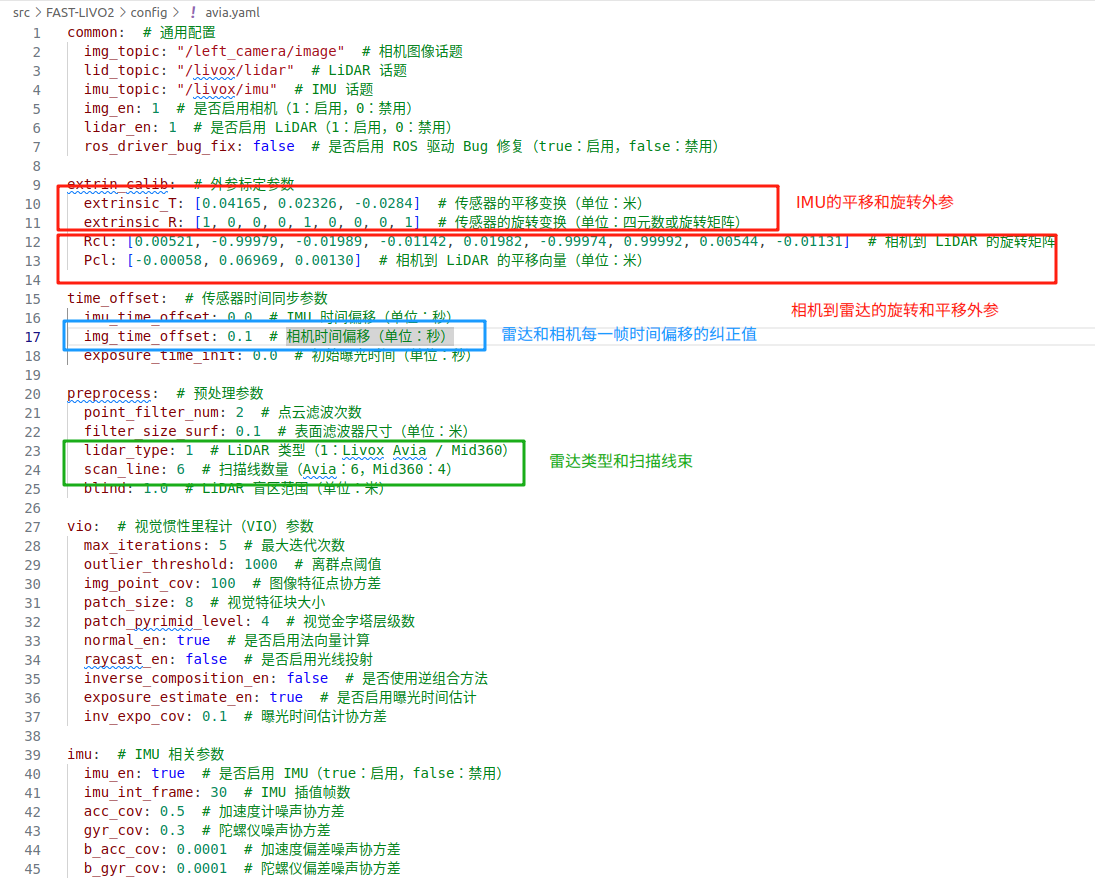 src > FAST-LIVO2 > config > ! avia.yaml
1 common: # 通用配置
2 img_topic: "/left_camera/image" # 相机图像话题
3 lid_topic: "/livox/lidar" # LiDAR 话题
4 imu_topic: "/livox/imu" # IMU 话题
5 img_en: 1 # 是否启用相机（1：启用，0：禁用）
6 lidar_en: 1 # 是否启用 LiDAR（1：启用，0：禁用）
7 ros_driver_bug_fix: false # 是否启用 ROS 驱动 Bug 修复（true：启用，false：禁用）
8
9 extrin_calib: # 外参标定参数
10 extrinsic_T: [0.04165, 0.02326, -0.0284] # 传感器的平移变换（单位：米） IMU的平移和旋转外参
11 extrinsic_R: [1, 0, 0, 0, 1, 0, 0, 0, 1] # 传感器的旋转变换（单位：四元数或旋转矩阵）
12 Rcl: [0.00521, -0.99979, -0.01989, -0.01142, 0.01982, -0.99974, 0.99992, 0.00544, -0.01131] # 相机到 LiDAR 的旋转矩阵
13 Pcl: [-0.00058, 0.06969, 0.00130] # 相机到 LiDAR 的平移向量（单位：米）
14
15 time_offset: # 传感器时间同步参数
相机到雷达的旋转和平移外参
16 imu_time_offset: 0.0 # IMU 时间偏移（单位：秒）
17 img_time_offset: 0.1 # 相机时间偏移（单位：秒） 雷达和相机每一帧时间偏移的纠正值
18 exposure_time_init: 0.0 # 初始曝光时间（单位：秒）
19
20 preprocess: # 预处理参数
21 point_filter_num: 2 # 点云滤波次数
22 filter_size_surf: 0.1 # 表面滤波器尺寸（单位：米）
23 lidar_type: 1 # LiDAR 类型（1：Livox Avia / Mid360） 雷达类型和扫描线束
24 scan_line: 6 # 扫描线数量（Avia：6，Mid360：4）
25 blind: 1.0 # LiDAR 盲区范围（单位：米）
26
27 vio: # 视觉惯性里程计（VIO）参数
28 max_iterations: 5 # 最大迭代次数
29 outlier_threshold: 1000 # 离群点阈值
30 img_point_cov: 100 # 图像特征点协方差
31 patch_size: 8 # 视觉特征块大小
32 patch_pyrimid_level: 4 # 视觉金字塔层级数
33 normal_en: true # 是否启用法向量计算
34 raycast_en: false # 是否启用光线投射
35 inverse_composition_en: false # 是否使用逆组合方法
36 exposure_estimate_en: true # 是否启用曝光时间估计
37 inv_expo_cov: 0.1 # 曝光时间估计协方差
38
39 imu: # IMU 相关参数
40 imu_en: true # 是否启用 IMU（true：启用，false：禁用）
41 imu_int_frame: 30 # IMU 插值帧数
42 acc_cov: 0.5 # 加速度计噪声协方差
43 gyr_cov: 0.3 # 陀螺仪噪声协方差
44 b_acc_cov: 0.0001 # 加速度偏差噪声协方差
45 b_gyr_cov: 0.0001 # 陀螺仪偏差噪声协方差